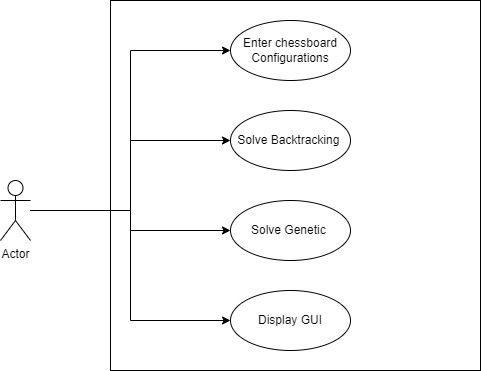 Enter chessboard
Configurations
Solve Backtracking
Solve Genetic
Actor
Display GUI